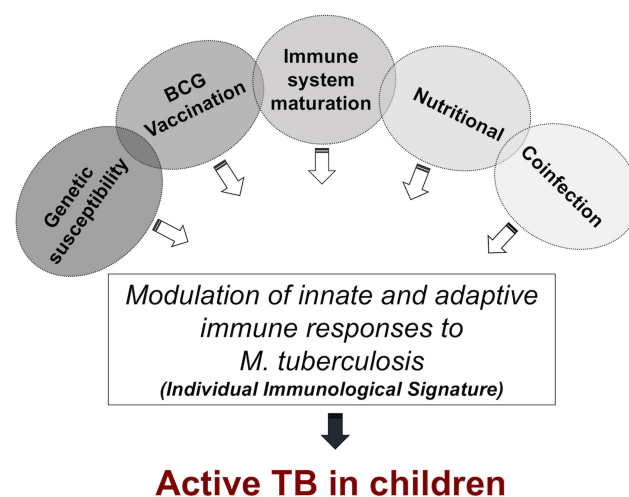 Genetic
susceptibility
BCG
Vaccination
Immune
system
maturation
Nutritional
Coinfection
Modulation of innate and adaptive
immune responses to
M. tuberculosis
(Individual Immunological Signature)
Active TB in children